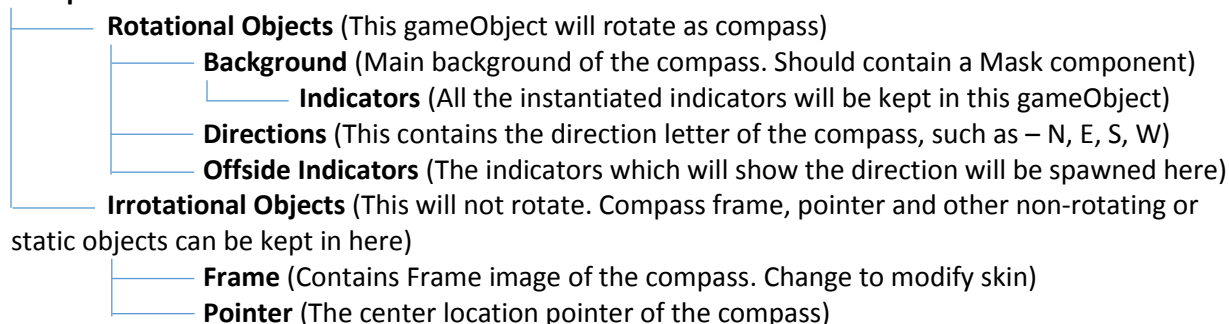 Rotational Objects (This gameObject will rotate as compass)
Background (Main background of the compass. Should contain a Mask component)
Indicators (All the instantiated indicators will be kept in this gameObject)
Directions (This contains the direction letter of the compass, such as – N, E, S, W)
Offside Indicators (The indicators which will show the direction will be spawned here)
Irrotational Objects (This will not rotate. Compass frame, pointer and other non-rotating or
static objects can be kept in here)
Frame (Contains Frame image of the compass. Change to modify skin)
Pointer (The center location pointer of the compass)